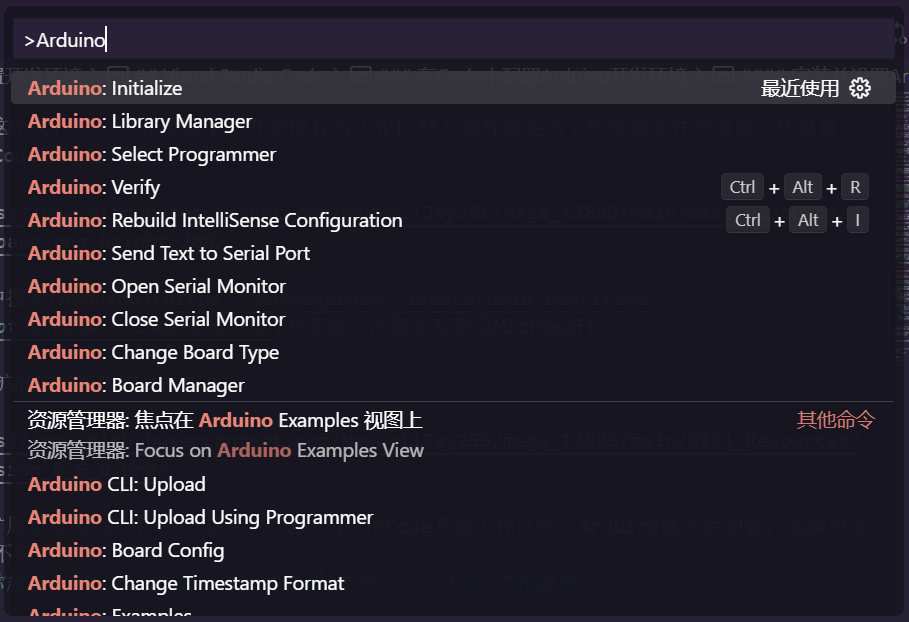 >Arduino
Arduino: Initialize 最近使用
Arduino: Library Manager
Arduino: Select Programmer
Arduino: Verify Ctrl + Alt + R
Arduino: Rebuild IntelliSense Configuration Ctrl + Alt + I
Arduino: Send Text to Serial Port
Arduino: Open Serial Monitor
Arduino: Close Serial Monitor
Arduino: Change Board Type
Arduino: Board Manager
资源管理器: 焦点在 Arduino Examples 视图上 其他命令
资源管理器: Focus on Arduino Examples View
Arduino CLI: Upload
Arduino CLI: Upload Using Programmer
Arduino: Board Config
Arduino: Change Timestamp Format
Arduino: Examples